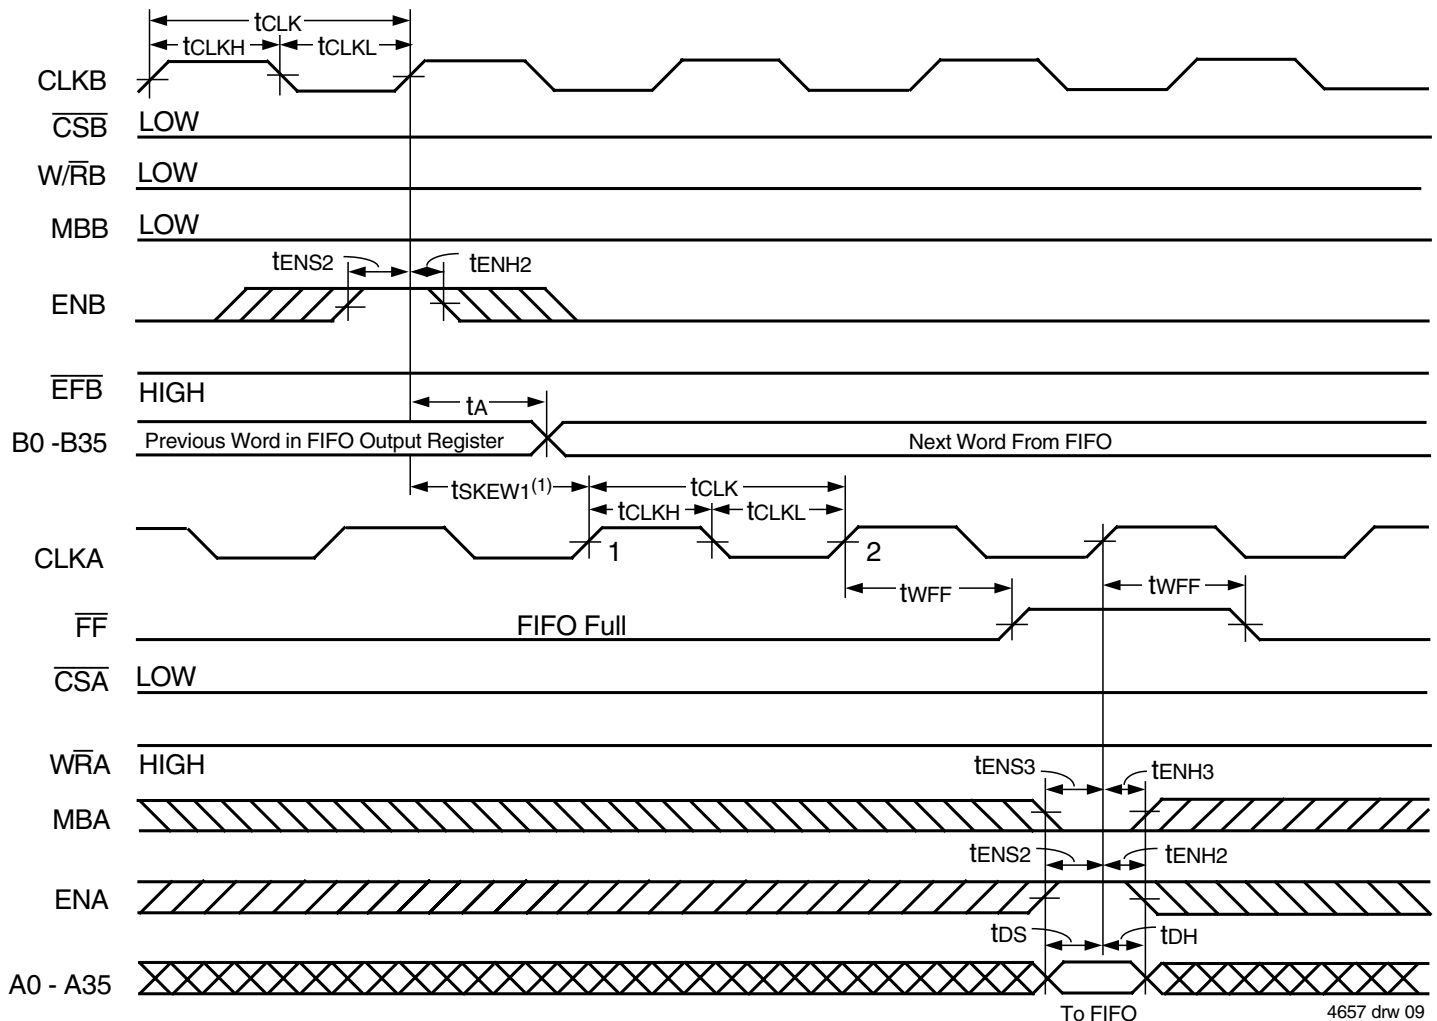 tCLK
tCLKH tCLKL
CLKB
CSB LOW
W/RB LOW
MBB LOW
tENS2 tENH2
ENB
EFB HIGH
tA
B0 -B35 Previous Word in FIFO Output Register Next Word From FIFO
tSKEW1(1) tCLK
tCLKH tCLKL
CLKA 1 2
tWFF tWFF
FF FIFO Full
CSA LOW
WRA HIGH
tENS3 tENH3
MBA
tENS2 tENH2
ENA
tDS tDH
A0 - A35
To FIFO 4657 drw 09